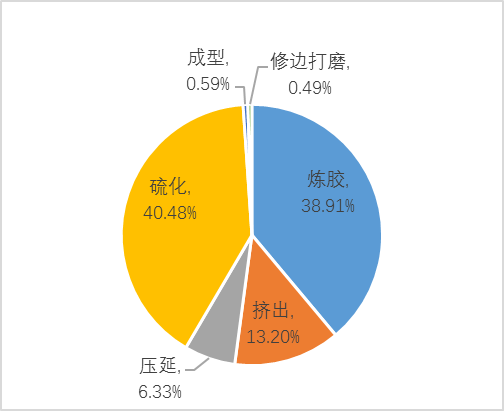 成型,
0.59%
修边打磨,
0.49%
炼胶,
38.91%
硫化,
40.48%
挤出,
13.20%
压延,
6.33%